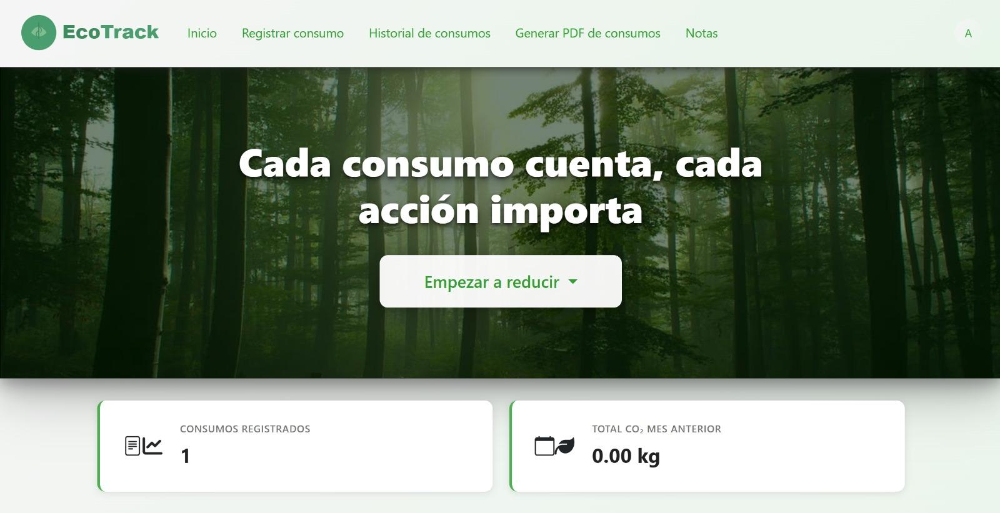 EcoTrack
Inicio
Registrar consumo
Historial de consumos
Generar PDF de consumos
Notas
A
Cada consumo cuenta, cada
acción importa
Empezar a reducir
CONSUMOS REGISTRADOS
1
TOTAL CO₂ MES ANTERIOR
0.00 kg